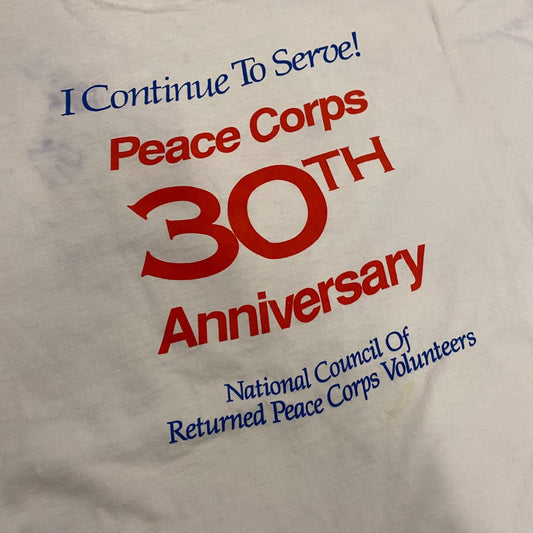 I Continue To Serve!
Peace Corps
30TH
Anniversary
National Council Of
Returned Peace Corps Volunteers